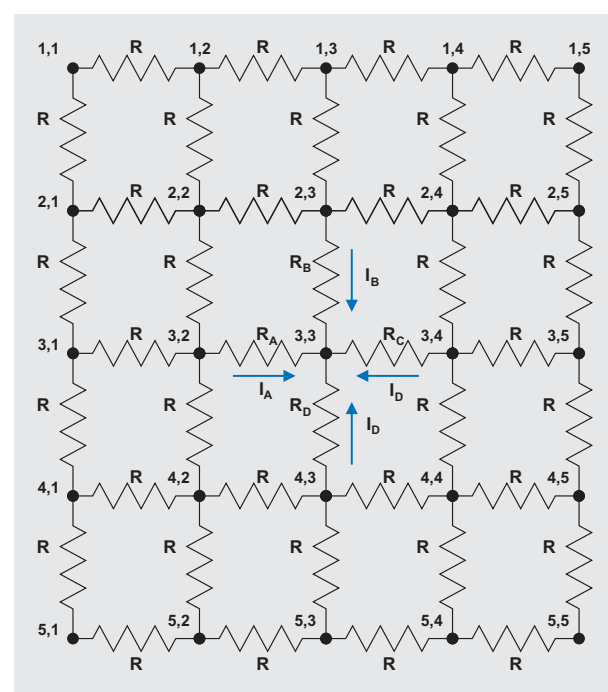 1,1 R 1,2 R 1,3 R 1,4 R 1,5
R R R R R
2,1 R 2,2 R 2,3 R 2,4 R 2,5
R R RB IB R R
3,1 R 3,2 RA 3,3 RC 3,4 R 3,5
IA ID
R R RD ID R R
4,1 R 4,2 R 4,3 R 4,4 R 4,5
R R R R R
5,1 5,2 5,3 5,4 5,5
R R R R